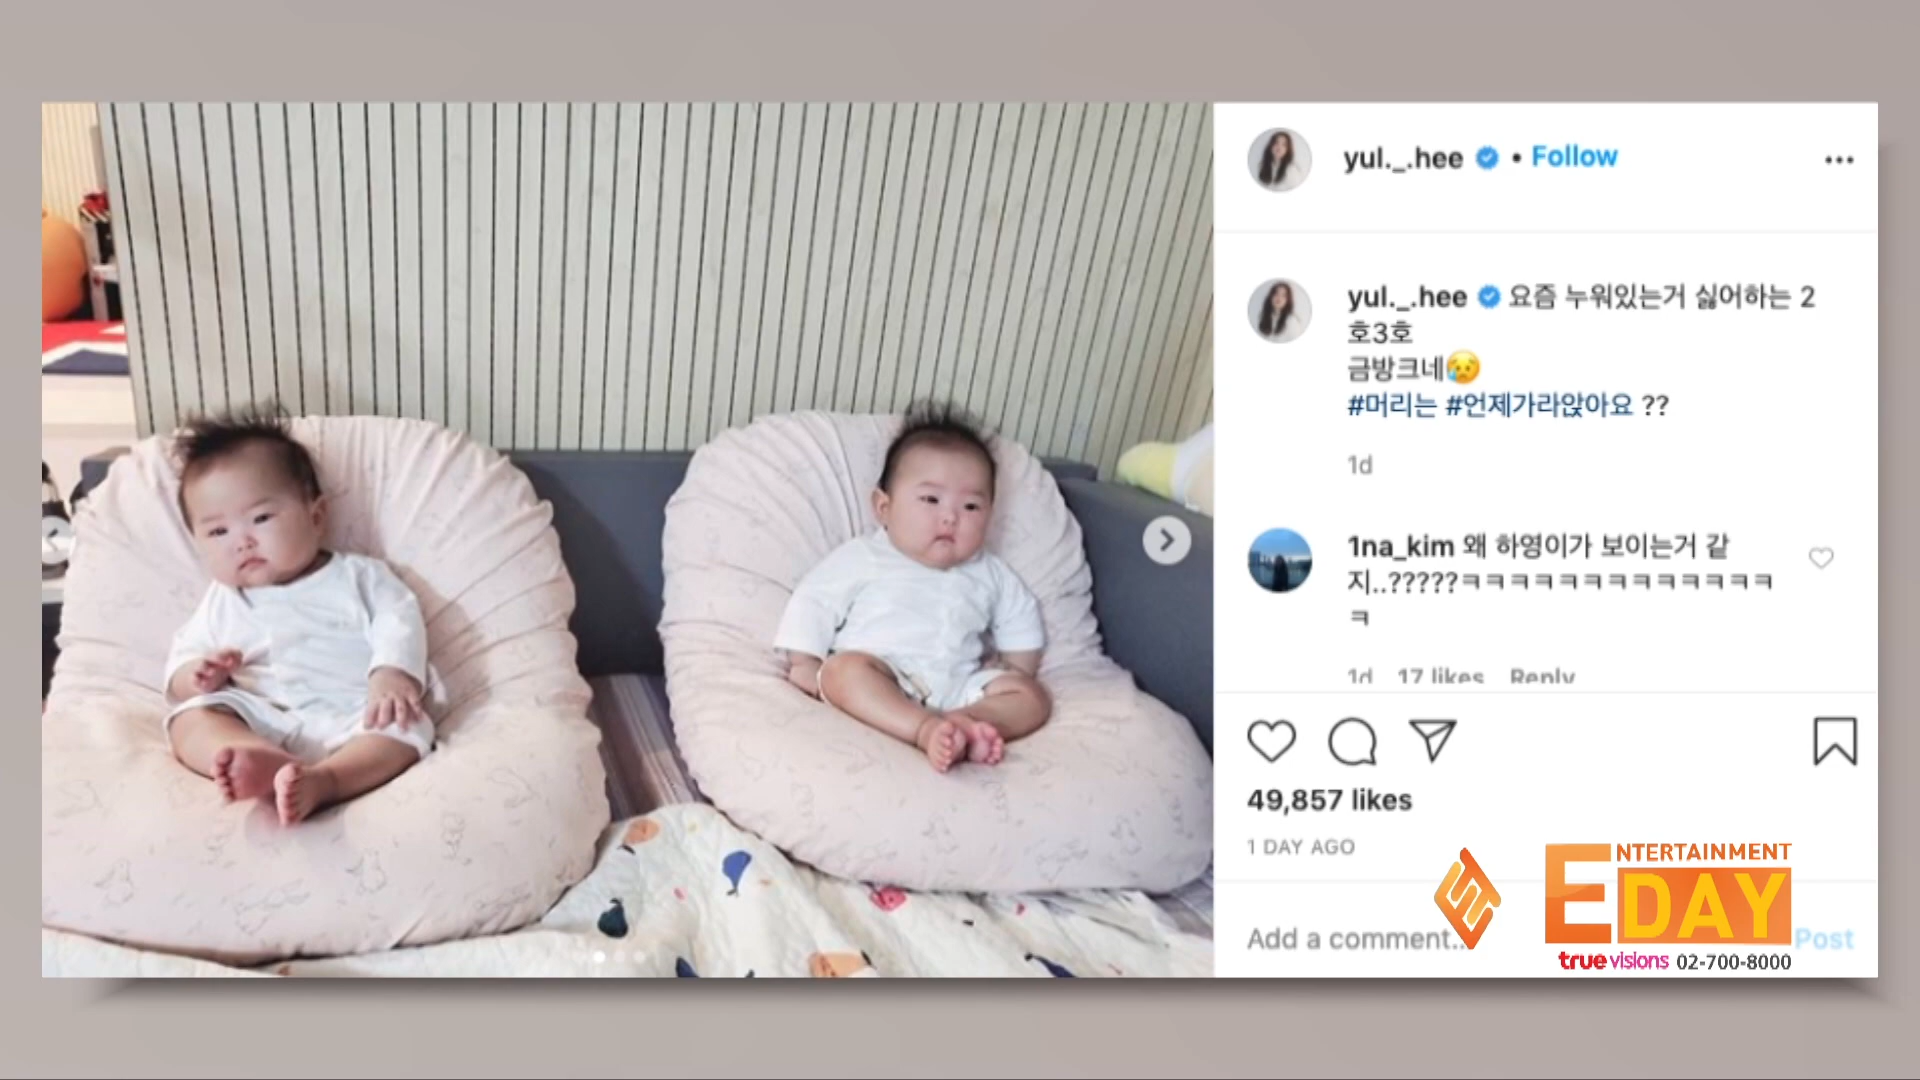 yul._.hee • Follow
yul._.hee 요즘 누워있는거 싫어하는 2
호3호
금방크네😥
#머리는 #언제가라앉아요 ??
1d
1na_kim 왜 하영이가 보이는거 같
지..?????ㅋㅋㅋㅋㅋㅋㅋㅋㅋㅋㅋㅋㅋ
ㅋ
1d 17 likes Reply
49,857 likes
1 DAY AGO
Add a comment... Post
ENTERTAINMENT
DAY
truevisions 02-700-8000